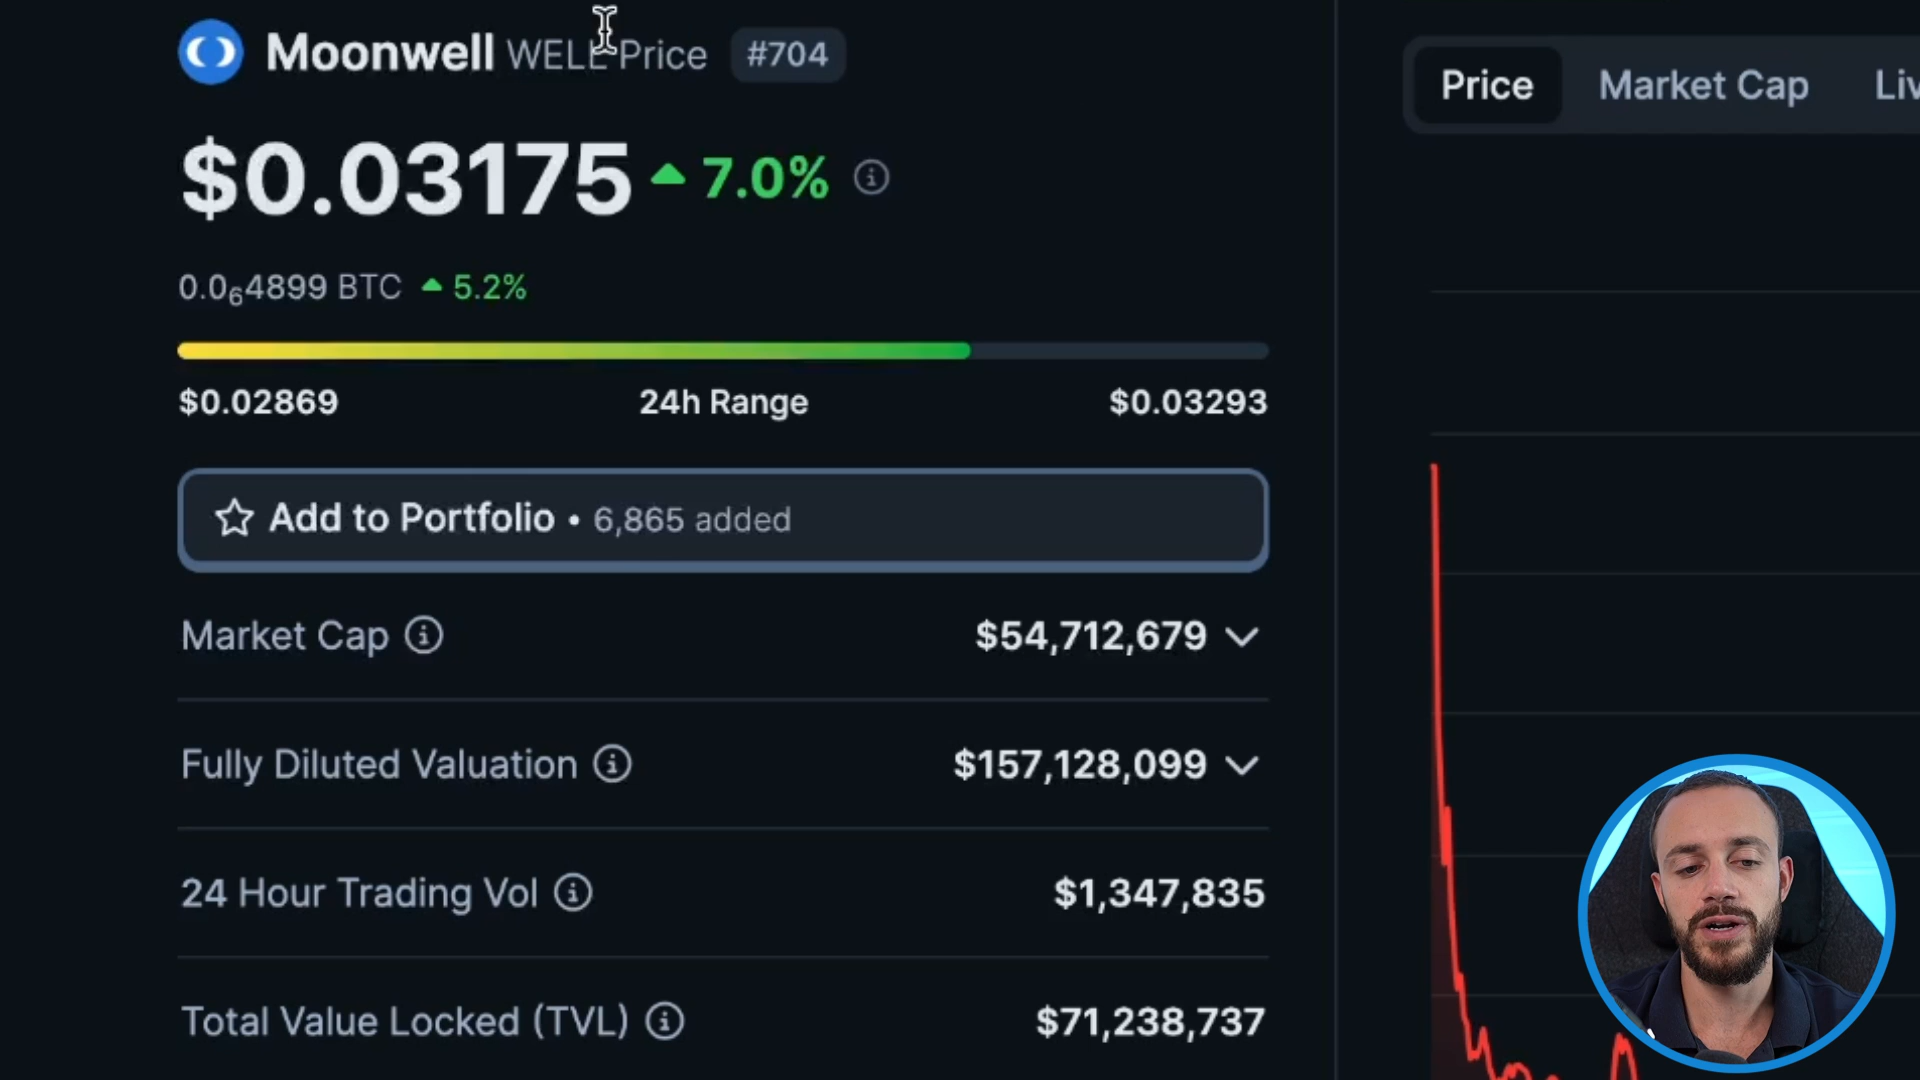 Moonwell WELL Price #704
$0.03175 7.0%
0.0₆4899 BTC 5.2%
$0.02869 24h Range $0.03293
Add to Portfolio • 6,865 added
Market Cap $54,712,679
Fully Diluted Valuation $157,128,099
24 Hour Trading Vol $1,347,835
Total Value Locked (TVL) $71,238,737
Price Market Cap Liv